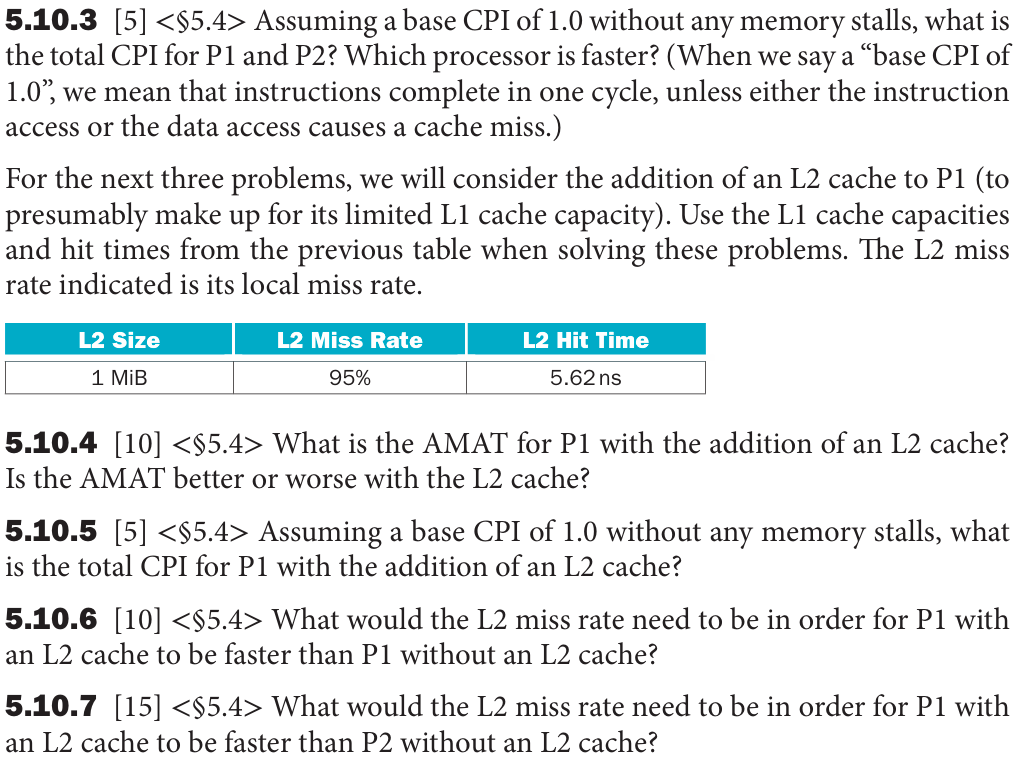 5.10.3 [5] <§5.4> Assuming a base CPI of 1.0 without any memory stalls, what is
the total CPI for P1 and P2? Which processor is faster? (When we say a “base CPI of
1.0”, we mean that instructions complete in one cycle, unless either the instruction
access or the data access causes a cache miss.)
For the next three problems, we will consider the addition of an L2 cache to P1 (to
presumably make up for its limited L1 cache capacity). Use the L1 cache capacities
and hit times from the previous table when solving these problems. The L2 miss
rate indicated is its local miss rate.
L2 Size L2 Miss Rate L2 Hit Time
1 MiB 95% 5.62 ns
5.10.4 [10] <§5.4> What is the AMAT for P1 with the addition of an L2 cache?
Is the AMAT better or worse with the L2 cache?
5.10.5 [5] <§5.4> Assuming a base CPI of 1.0 without any memory stalls, what
is the total CPI for P1 with the addition of an L2 cache?
5.10.6 [10] <§5.4> What would the L2 miss rate need to be in order for P1 with
an L2 cache to be faster than P1 without an L2 cache?
5.10.7 [15] <§5.4> What would the L2 miss rate need to be in order for P1 with
an L2 cache to be faster than P2 without an L2 cache?